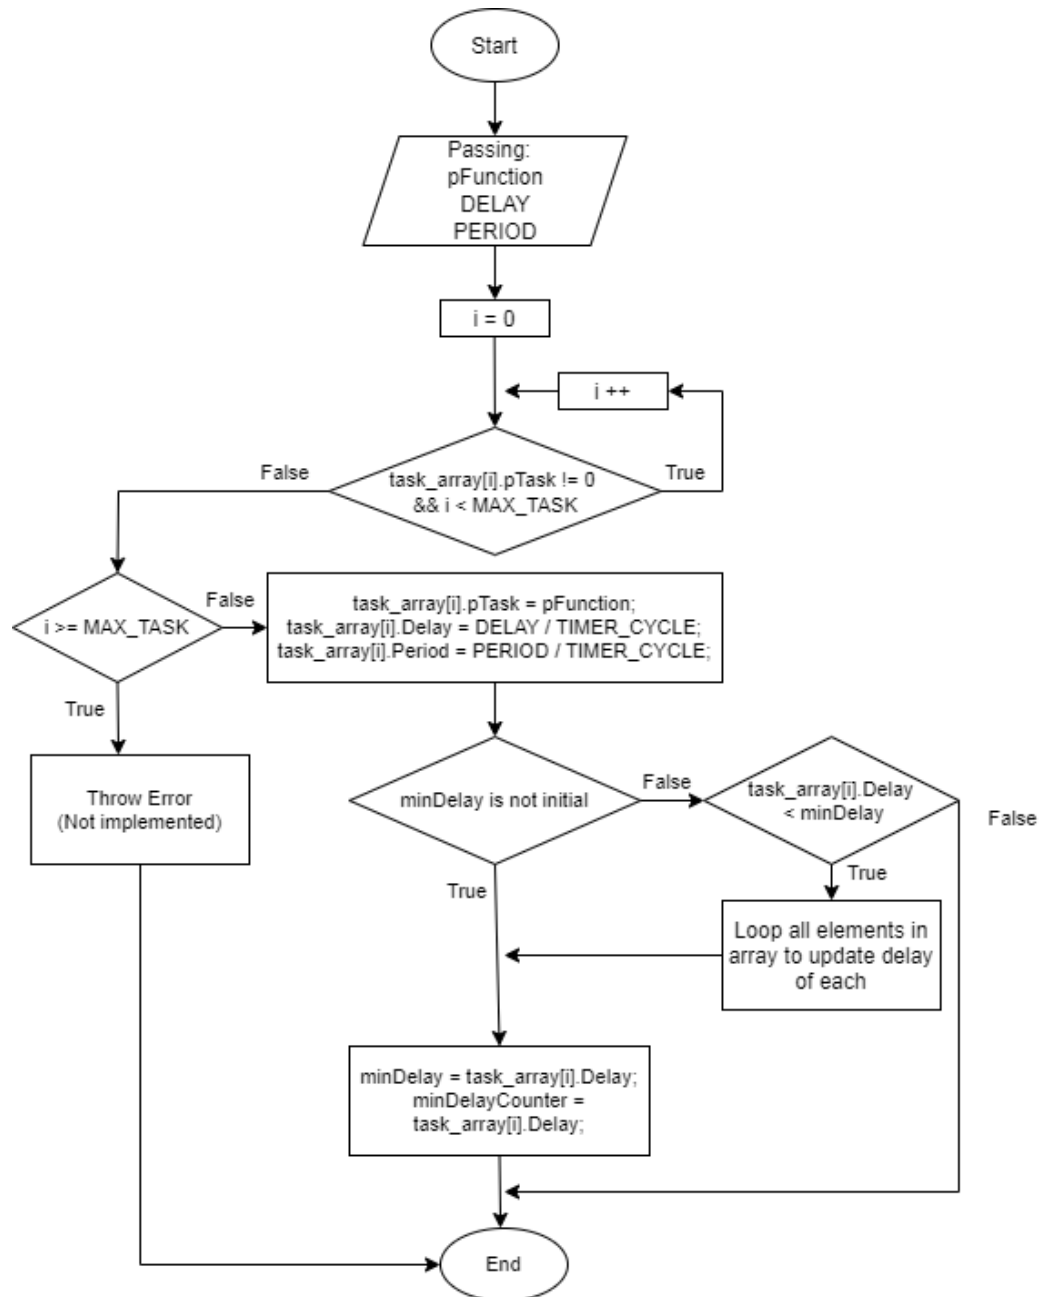 Start
Passing:
pFunction
DELAY
PERIOD
i = 0
i ++
task_array[i].pTask != 0
&& i < MAX_TASK
False
True
i >= MAX_TASK
False
True
task_array[i].pTask = pFunction;
task_array[i].Delay = DELAY / TIMER_CYCLE;
task_array[i].Period = PERIOD / TIMER_CYCLE;
Throw Error
(Not implemented)
minDelay is not initial
False
True
task_array[i].Delay
< minDelay
False
True
Loop all elements in
array to update delay
of each
minDelay = task_array[i].Delay;
minDelayCounter =
task_array[i].Delay;
End